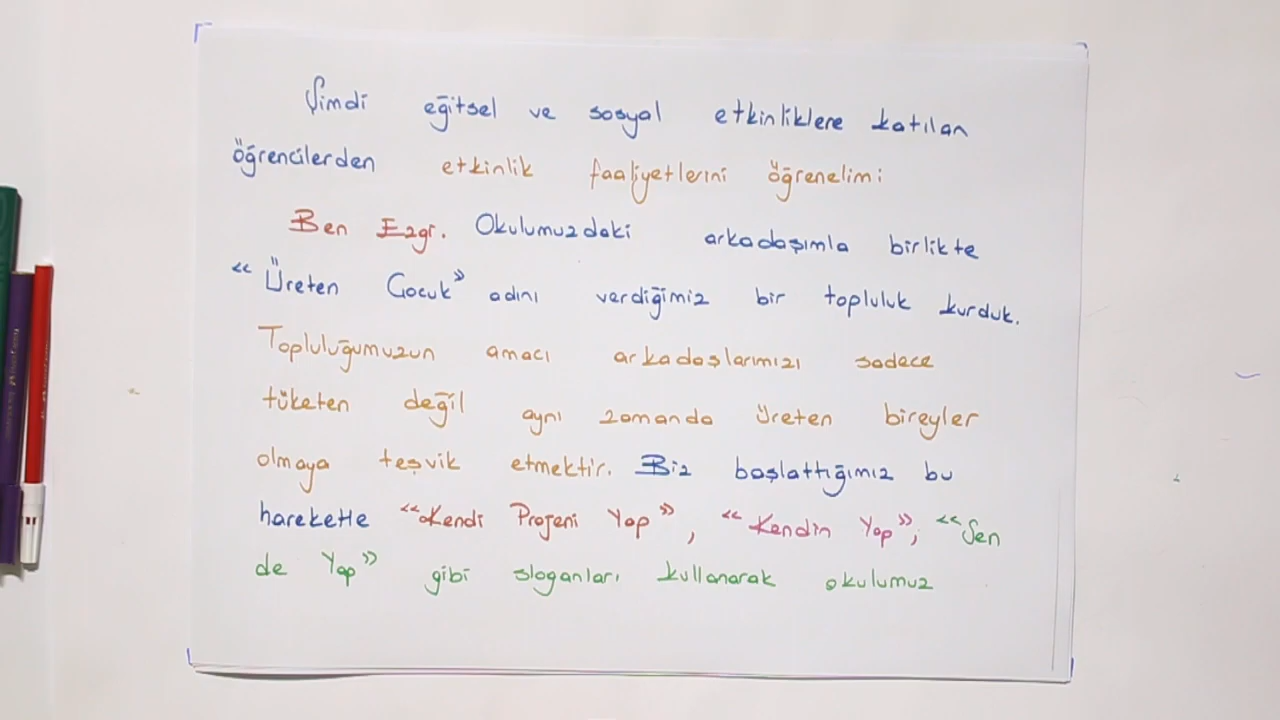 Şimdi eğitsel ve sosyal etkinliklere katılan
öğrencilerden etkinlik faaliyetlerini öğrenelim:
Ben Ezgi. Okulumuzdaki arkadaşımla birlikte
"Üreten Çocuk" adını verdiğimiz bir topluluk kurduk.
Topluluğumuzun amacı arkadaşlarımızı sadece
tüketen değil aynı zamanda üreten bireyler
olmaya teşvik etmektir. Biz başlattığımız bu
hareketle "Kendi Projeni Yap", "Kendin Yap", "Sen
de Yap" gibi sloganları kullanarak okulumuz